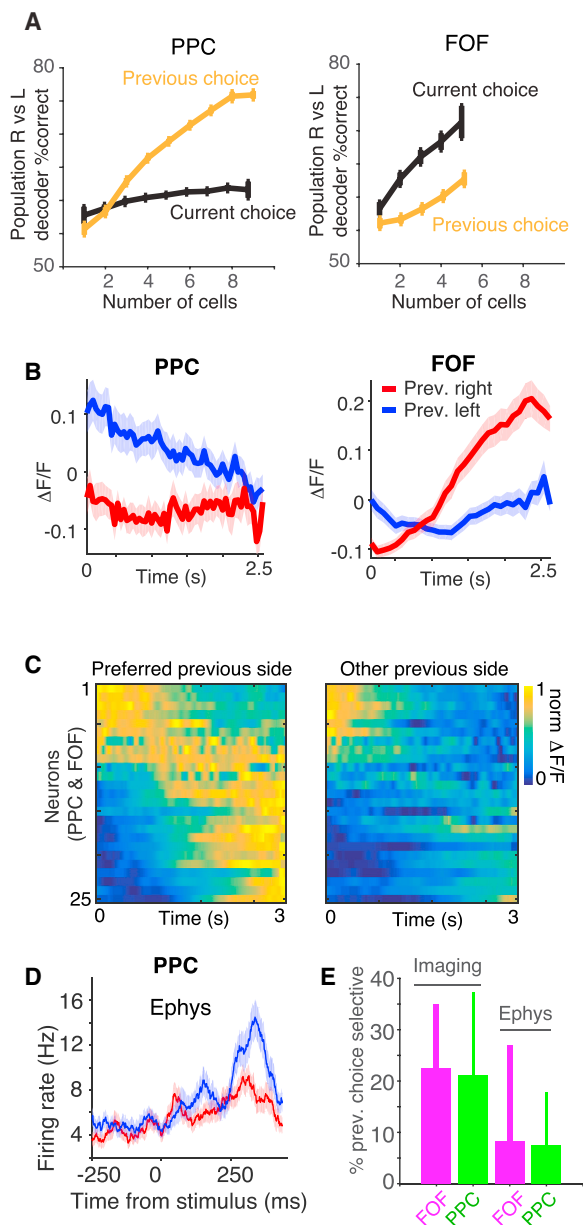 A
PPC
FOF
80
Previous choice
Current choice
Population R vs L
decoder %correct
50
2 4 6 8
Number of cells
80
Current choice
Previous choice
Population R vs L
decoder %correct
50
2 4 6 8
Number of cells
B
PPC
FOF
0.1
0
-0.1
ΔF/F
0 2.5
Time (s)
Prev. right
Prev. left
0.2
0
-0.1
ΔF/F
0 2.5
Time (s)
C
Preferred previous side
Other previous side
1
25
Neurons
(PPC & FOF)
0 3
Time (s)
0 3
Time (s)
1
0
norm ΔF/F
D
PPC
Ephys
16
12
8
4
Firing rate (Hz)
-250 0 250
Time from stimulus (ms)
E
Imaging
Ephys
40
30
20
10
0
% prev. choice selective
FOF PPC FOF PPC